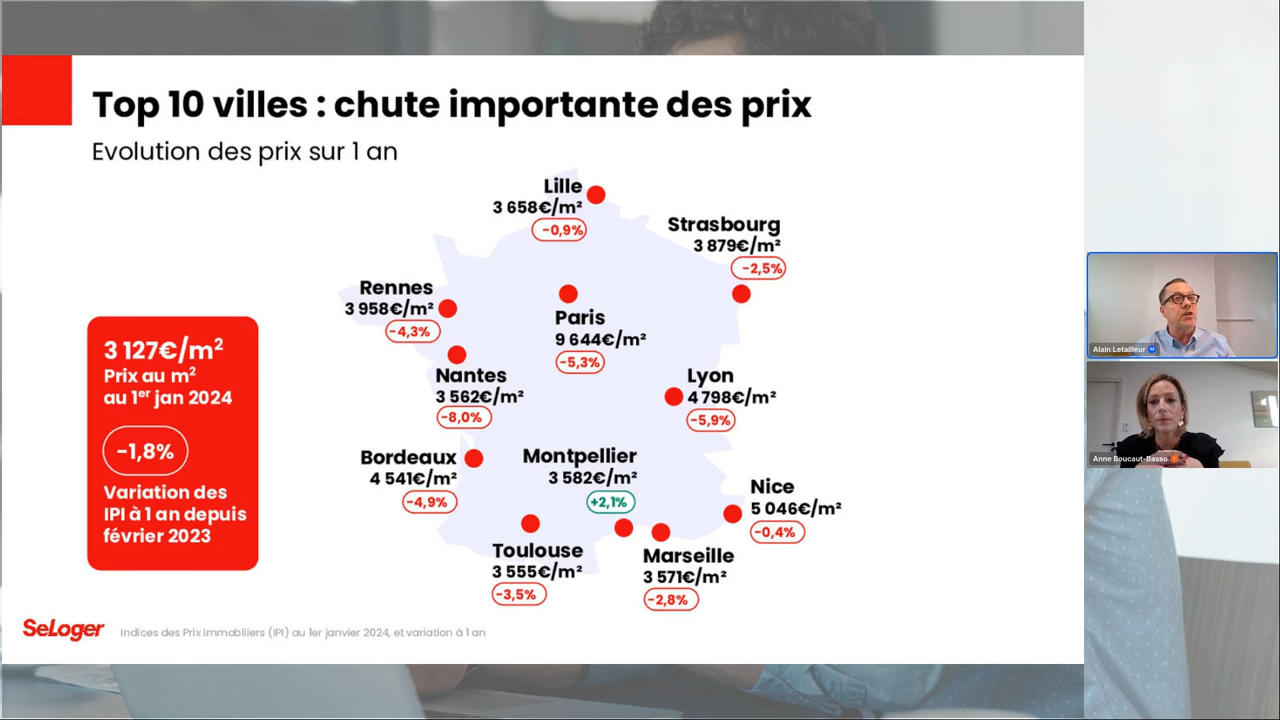 Top 10 villes : chute importante des prix
Evolution des prix sur 1 an
Lille
3 658€/m²
-0,9%
Strasbourg
3 879€/m²
-2,5%
Rennes
3 958€/m²
-4,3%
Paris
9 644€/m²
-5,3%
3 127€/m²
Prix au m²
au 1er jan 2024
-1,8%
Variation des
IPI à 1 an depuis
février 2023
Nantes
3 562€/m²
-8,0%
Lyon
4 798€/m²
-5,9%
Bordeaux
4 541€/m²
-4,9%
Montpellier
3 582€/m²
+2,1%
Nice
5 046€/m²
-0,4%
Toulouse
3 555€/m²
-3,5%
Marseille
3 571€/m²
-2,8%
SeLoger
Indices des Prix Immobiliers (IPI) au 1er janvier 2024, et variation à 1 an
Alain Letailleur
Anne Boucaut-Basso